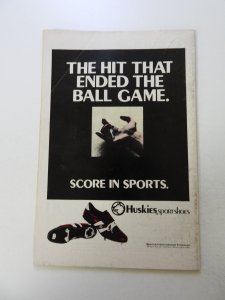 THE HIT THAT
ENDED THE
BALL GAME.
SCORE IN SPORTS.
Huskies sportshoes